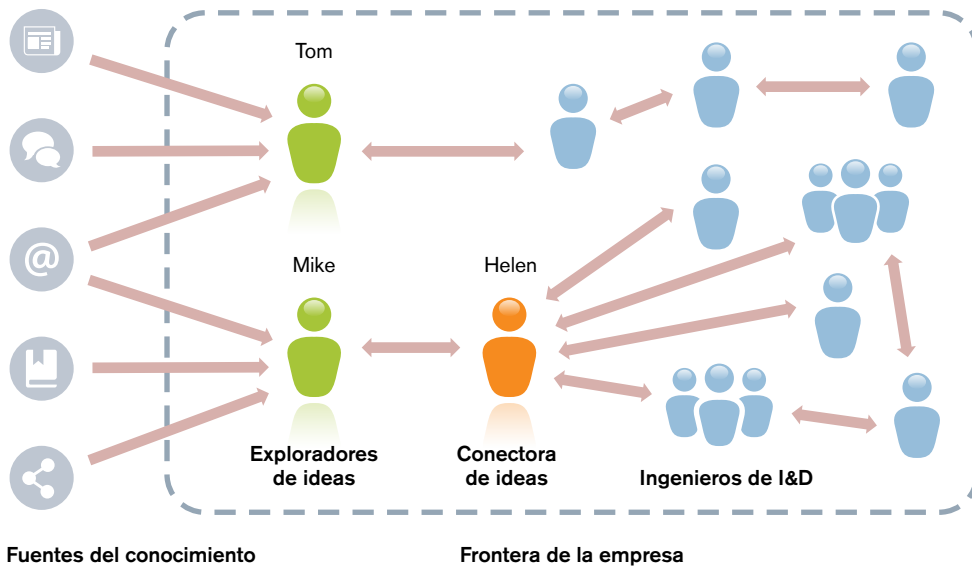 Tom
@
Mike
Helen
Exploradores
de ideas
Conectora
de ideas
Ingenieros de I&D
Fuentes del conocimiento
Frontera de la empresa